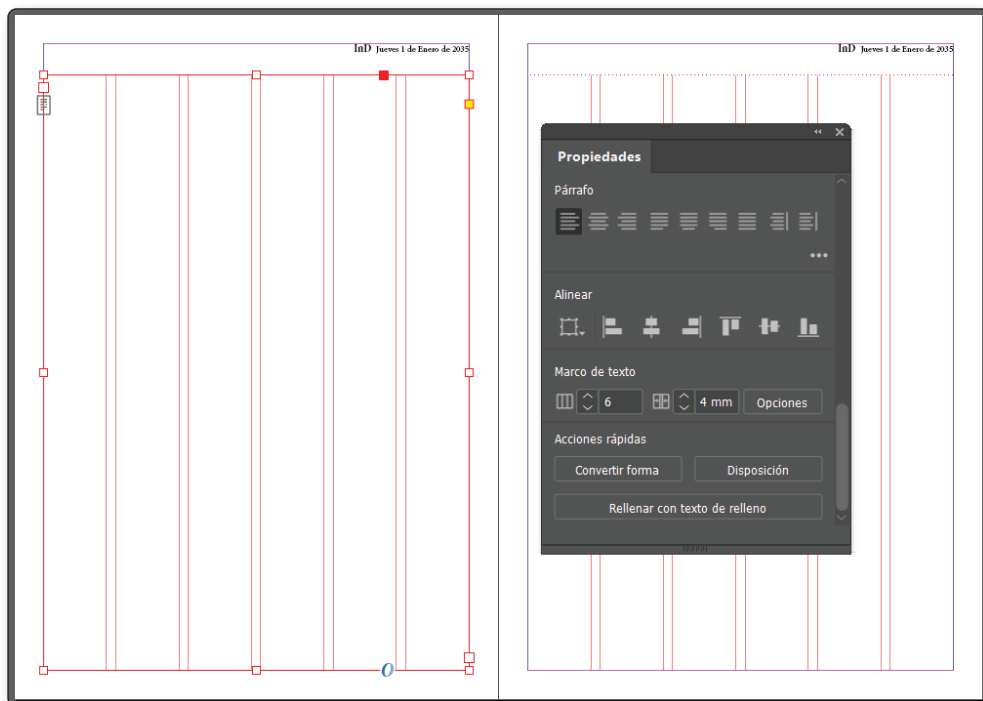 InD Jueves 1 de Enero de 2035
InD Jueves 1 de Enero de 2035
Propiedades
Párrafo
Alinear
Marco de texto
6
4 mm
Opciones
Acciones rápidas
Convertir forma
Disposición
Rellenar con texto de relleno